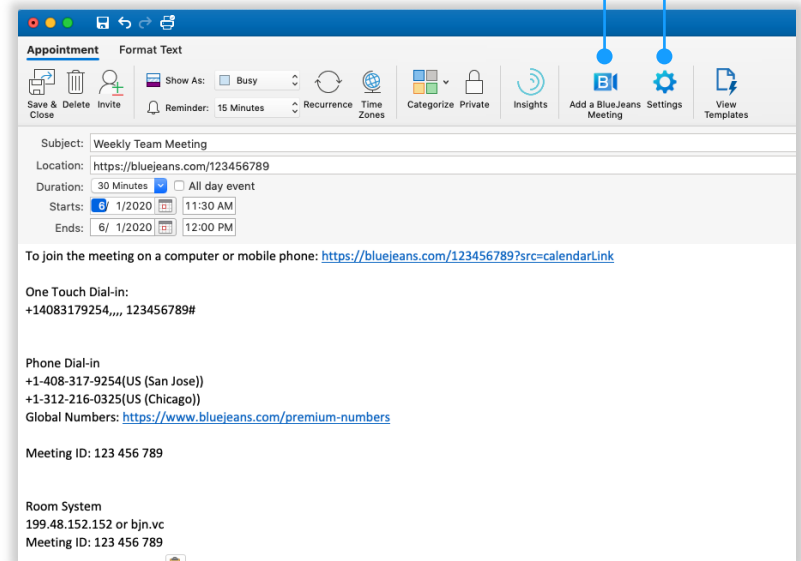 Appointment Format Text
Save & Close Delete Invite Show As: Busy Reminder: 15 Minutes Recurrence Time Zones Categorize Private Insights Add a BlueJeans Meeting Settings View Templates
Subject: Weekly Team Meeting
Location: https://bluejeans.com/123456789
Duration: 30 Minutes All day event
Starts: 6/ 1/2020 11:30 AM
Ends: 6/ 1/2020 12:00 PM
To join the meeting on a computer or mobile phone: https://bluejeans.com/123456789?src=calendarLink
One Touch Dial-in:
+14083179254,,,, 123456789#
Phone Dial-in
+1-408-317-9254(US (San Jose))
+1-312-216-0325(US (Chicago))
Global Numbers: https://www.bluejeans.com/premium-numbers
Meeting ID: 123 456 789
Room System
199.48.152.152 or bjn.vc
Meeting ID: 123 456 789